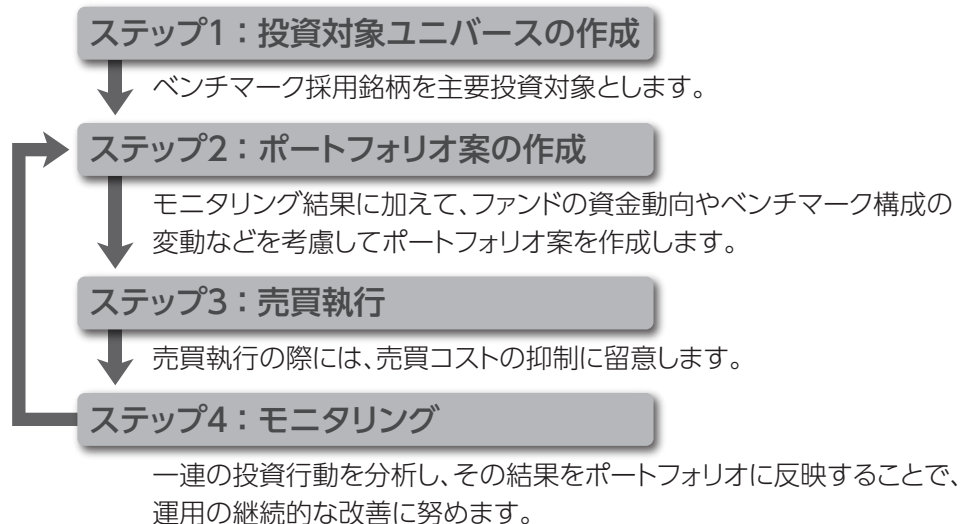 ステップ1：投資対象ユニバースの作成
ベンチマーク採用銘柄を主要投資対象とします。
ステップ2：ポートフォリオ案の作成
モニタリング結果に加えて、ファンドの資金動向やベンチマーク構成の
変動などを考慮してポートフォリオ案を作成します。
ステップ3：売買執行
売買執行の際には、売買コストの抑制に留意します。
ステップ4：モニタリング
一連の投資行動を分析し、その結果をポートフォリオに反映することで、
運用の継続的な改善に努めます。